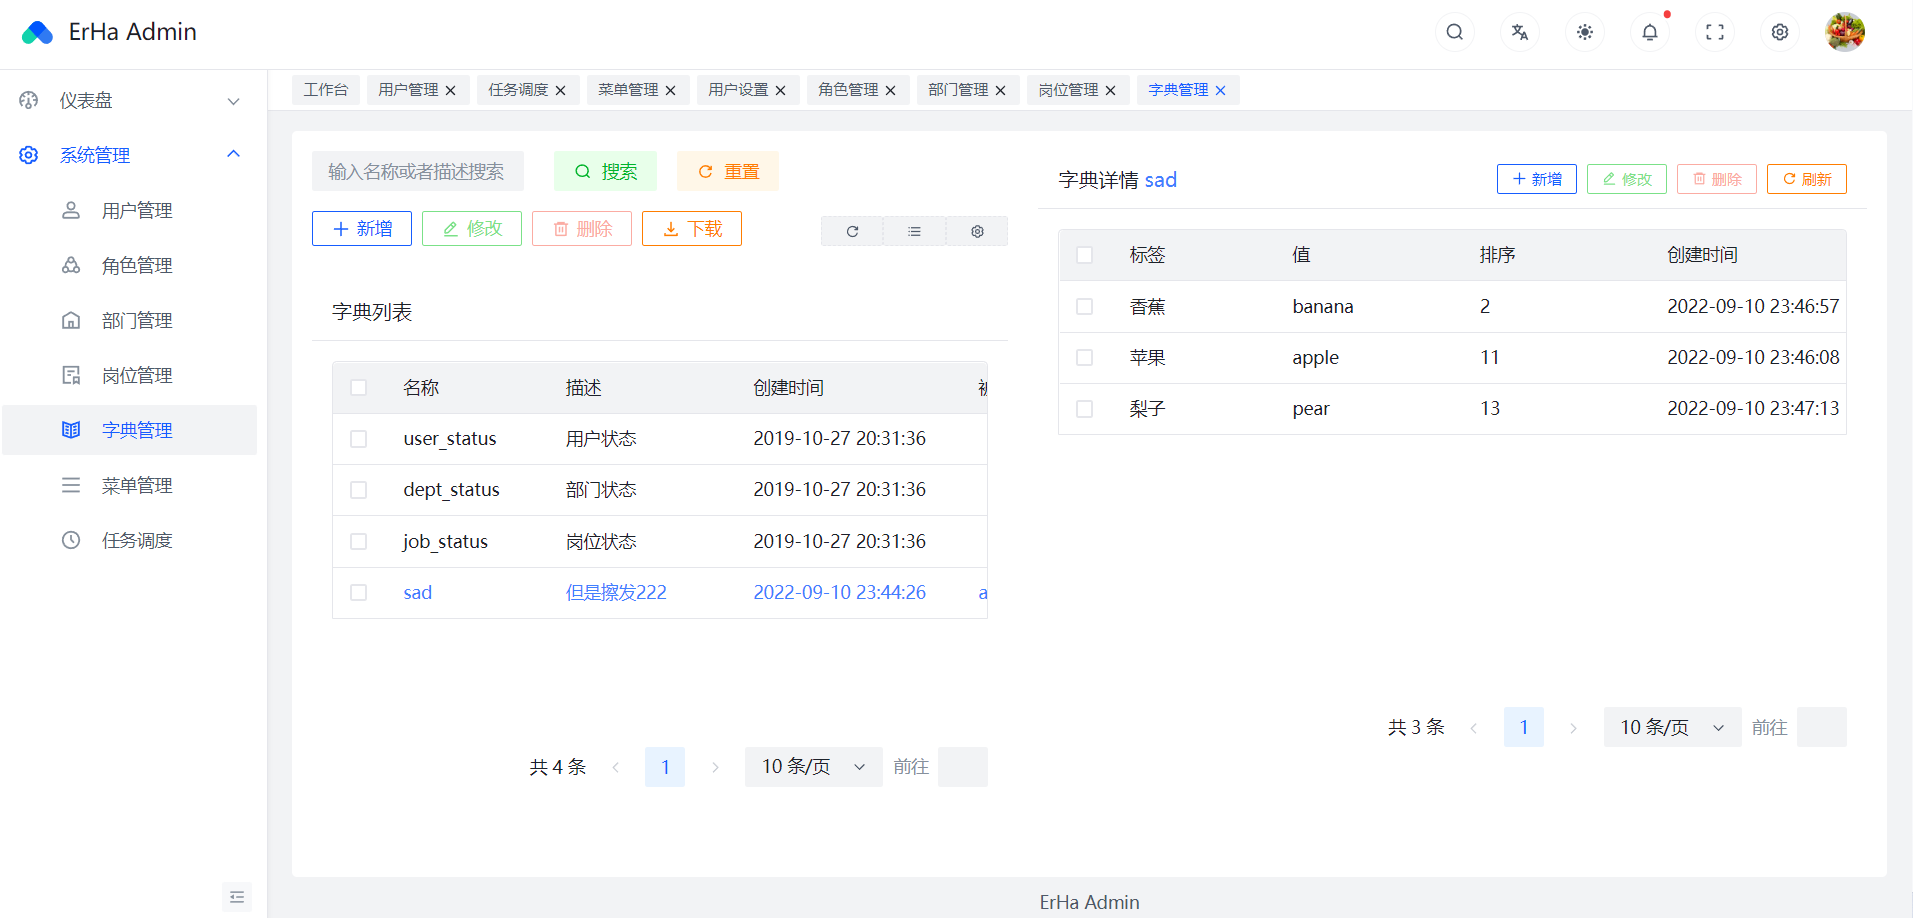 ErHa Admin
工作台
用户管理
任务调度
菜单管理
用户设置
角色管理
部门管理
岗位管理
字典管理
仪表盘
系统管理
用户管理
角色管理
部门管理
岗位管理
字典管理
菜单管理
任务调度
输入名称或者描述搜索
搜索
重置
新增
修改
删除
下载
字典列表
名称 描述 创建时间
user_status 用户状态 2019-10-27 20:31:36
dept_status 部门状态 2019-10-27 20:31:36
job_status 岗位状态 2019-10-27 20:31:36
sad 但是擦发222 2022-09-10 23:44:26 a
共 4 条 1 10 条/页 前往
字典详情 sad
新增
修改
删除
刷新
标签 值 排序 创建时间
香蕉 banana 2 2022-09-10 23:46:57
苹果 apple 11 2022-09-10 23:46:08
梨子 pear 13 2022-09-10 23:47:13
共 3 条 1 10 条/页 前往
ErHa Admin